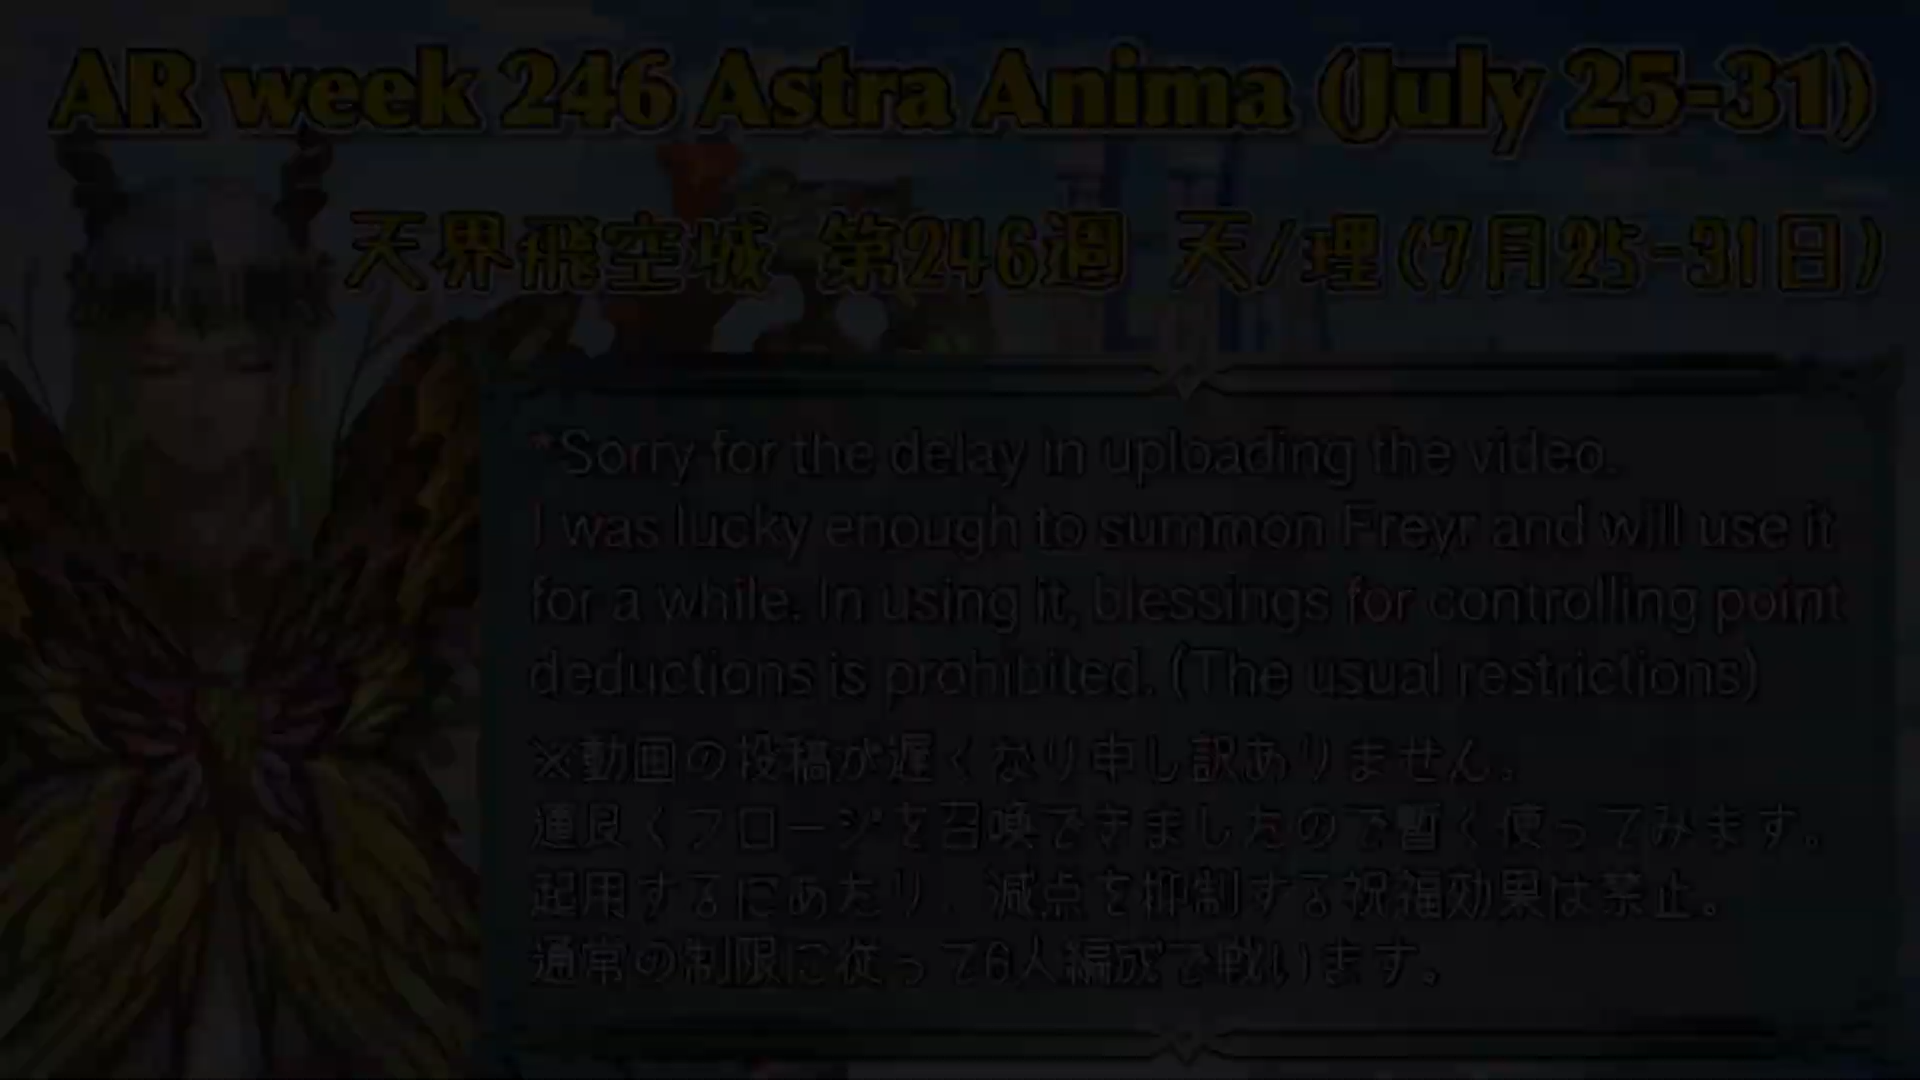 AR week 246 Astra Anima (July 25-31)
天界飛空城 第246週 天/理(7月25-31日)
*Sorry for the delay in uploading the video.
I was lucky enough to summon Freyr and will use it
for a while. In using it, blessings for controlling point
deductions is prohibited. (The usual restrictions)
※動画の投稿が遅くなり申し訳ありません。
運良くフロージを召喚できましたので暫く使ってみます。
起用するにあたり、減点を抑制する祝福効果は禁止。
通常の制限に従って6人編成で戦います。